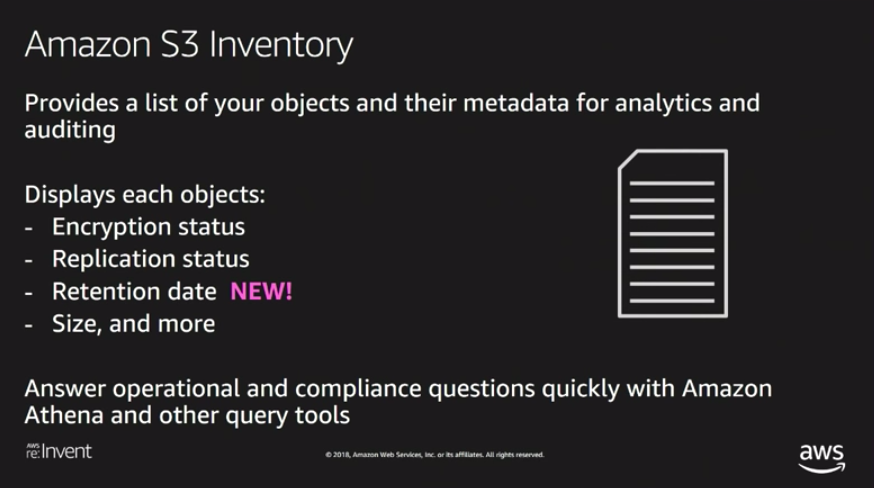 Amazon S3 Inventory
Provides a list of your objects and their metadata for analytics and
auditing
Displays each objects:
- Encryption status
- Replication status
- Retention date NEW!
- Size, and more
Answer operational and compliance questions quickly with Amazon
Athena and other query tools
AWS
re:Invent
© 2018, Amazon Web Services, Inc. or its affiliates. All rights reserved.
aws